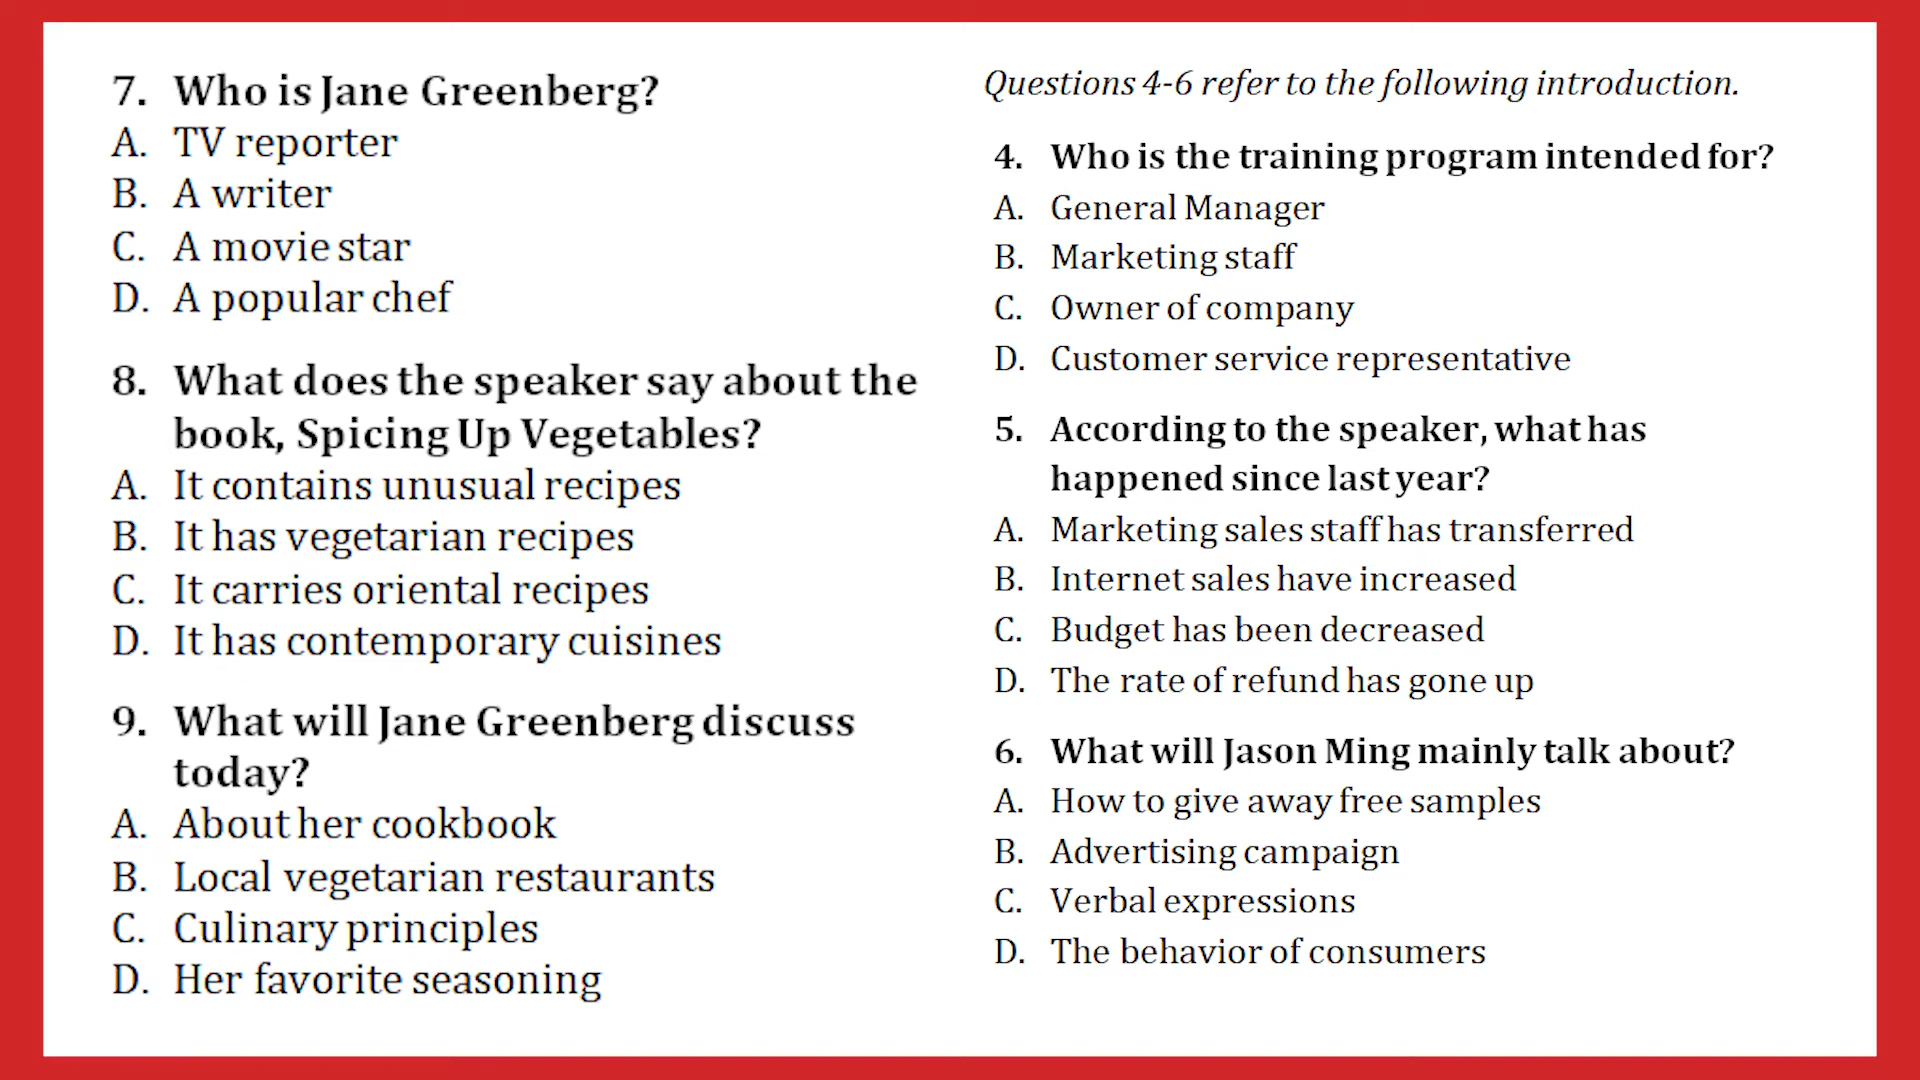 7. Who is Jane Greenberg?
A. TV reporter
B. A writer
C. A movie star
D. A popular chef
8. What does the speaker say about the
book, Spicing Up Vegetables?
A. It contains unusual recipes
B. It has vegetarian recipes
C. It carries oriental recipes
D. It has contemporary cuisines
9. What will Jane Greenberg discuss
today?
A. About her cookbook
B. Local vegetarian restaurants
C. Culinary principles
D. Her favorite seasoning
Questions 4-6 refer to the following introduction.
4. Who is the training program intended for?
A. General Manager
B. Marketing staff
C. Owner of company
D. Customer service representative
5. According to the speaker, what has
happened since last year?
A. Marketing sales staff has transferred
B. Internet sales have increased
C. Budget has been decreased
D. The rate of refund has gone up
6. What will Jason Ming mainly talk about?
A. How to give away free samples
B. Advertising campaign
C. Verbal expressions
D. The behavior of consumers